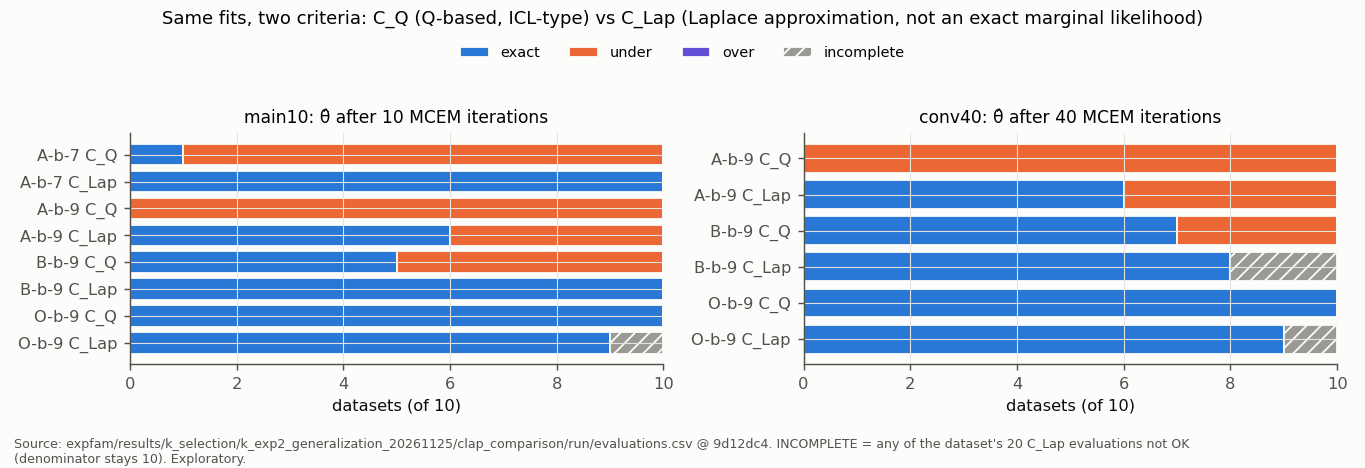 Same fits, two criteria: C_Q (Q-based, ICL-type) vs C_Lap (Laplace approximation, not an exact marginal likelihood)
exact under over incomplete
main10: θ̂ after 10 MCEM iterations
A-b-7 C_Q
A-b-7 C_Lap
A-b-9 C_Q
A-b-9 C_Lap
B-b-9 C_Q
B-b-9 C_Lap
O-b-9 C_Q
O-b-9 C_Lap
0 2 4 6 8 10
datasets (of 10)
conv40: θ̂ after 40 MCEM iterations
A-b-9 C_Q
A-b-9 C_Lap
B-b-9 C_Q
B-b-9 C_Lap
O-b-9 C_Q
O-b-9 C_Lap
0 2 4 6 8 10
datasets (of 10)
Source: expfam/results/k_selection/k_exp2_generalization_20261125/clap_comparison/run/evaluations.csv @ 9d12dc4. INCOMPLETE = any of the dataset's 20 C_Lap evaluations not OK
(denominator stays 10). Exploratory.